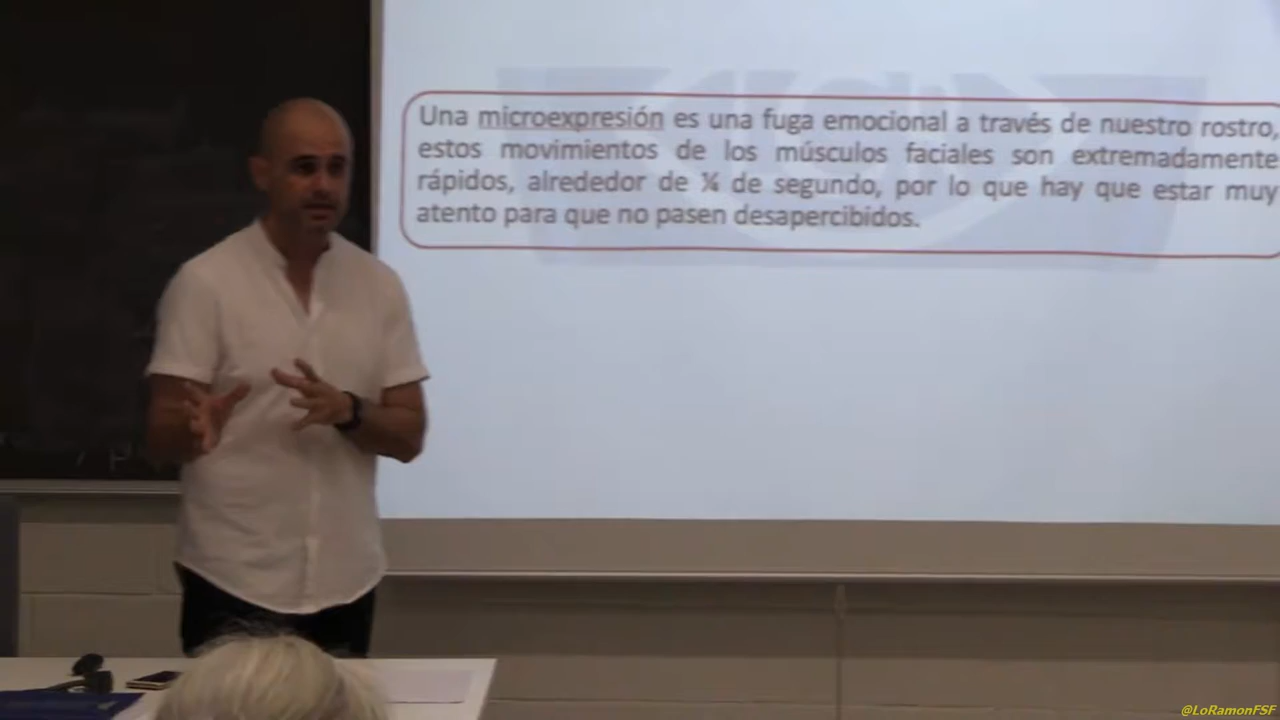 Una microexpresión es una fuga emocional a través de nuestro rostro,
estos movimientos de los músculos faciales son extremadamente
rápidos, alrededor de ¼ de segundo, por lo que hay que estar muy
atento para que no pasen desapercibidos.
@LoRamonFSF